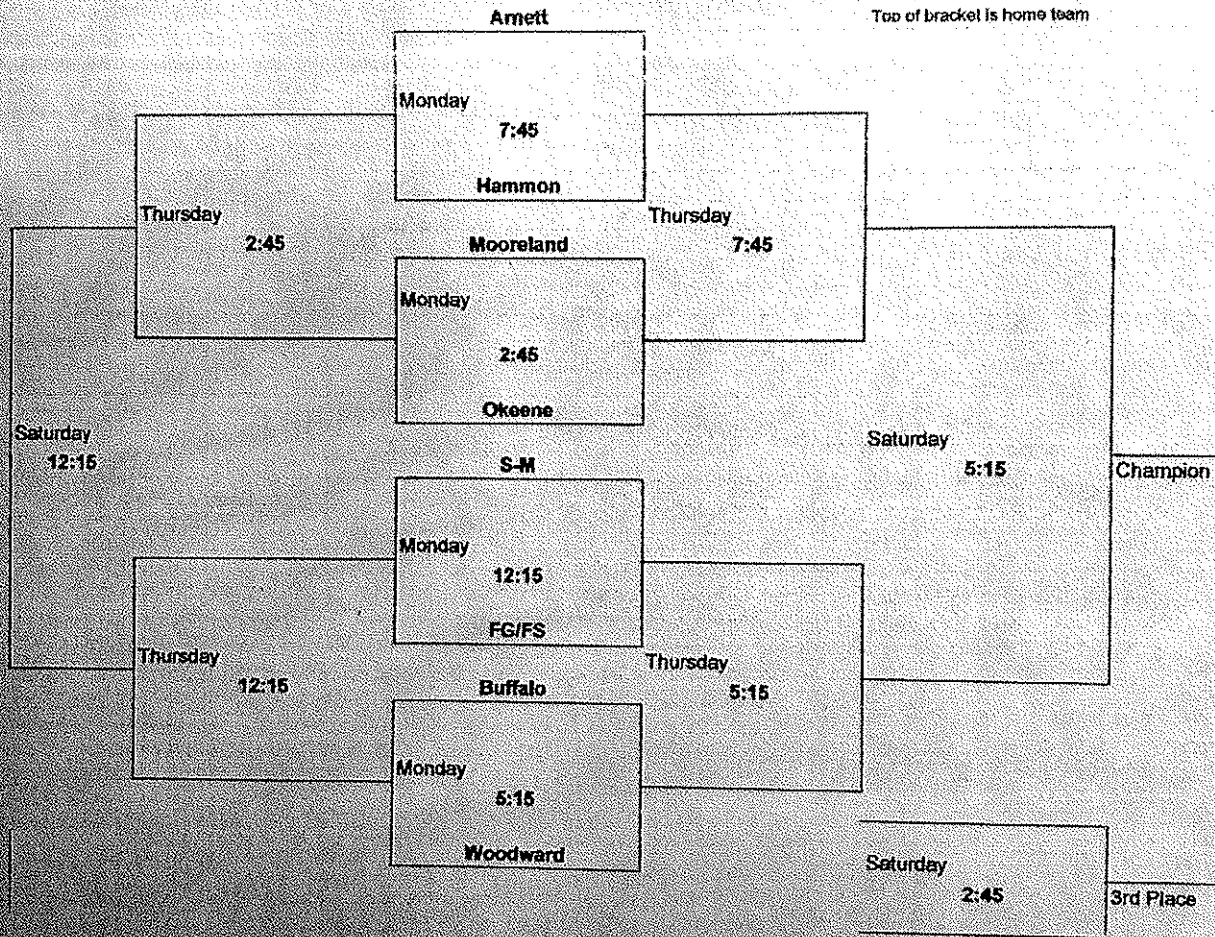 Arnett
Top of bracket is home team
Monday
7:45
Hammon
Thursday
2:45
Thursday
7:45
Mooreland
Monday
2:45
Okeene
Saturday
12:15
Saturday
5:15
Champion
S-M
Monday
12:15
FG/FS
Thursday
12:15
Thursday
5:15
Buffalo
Monday
5:15
Woodward
Saturday
2:45
3rd Place